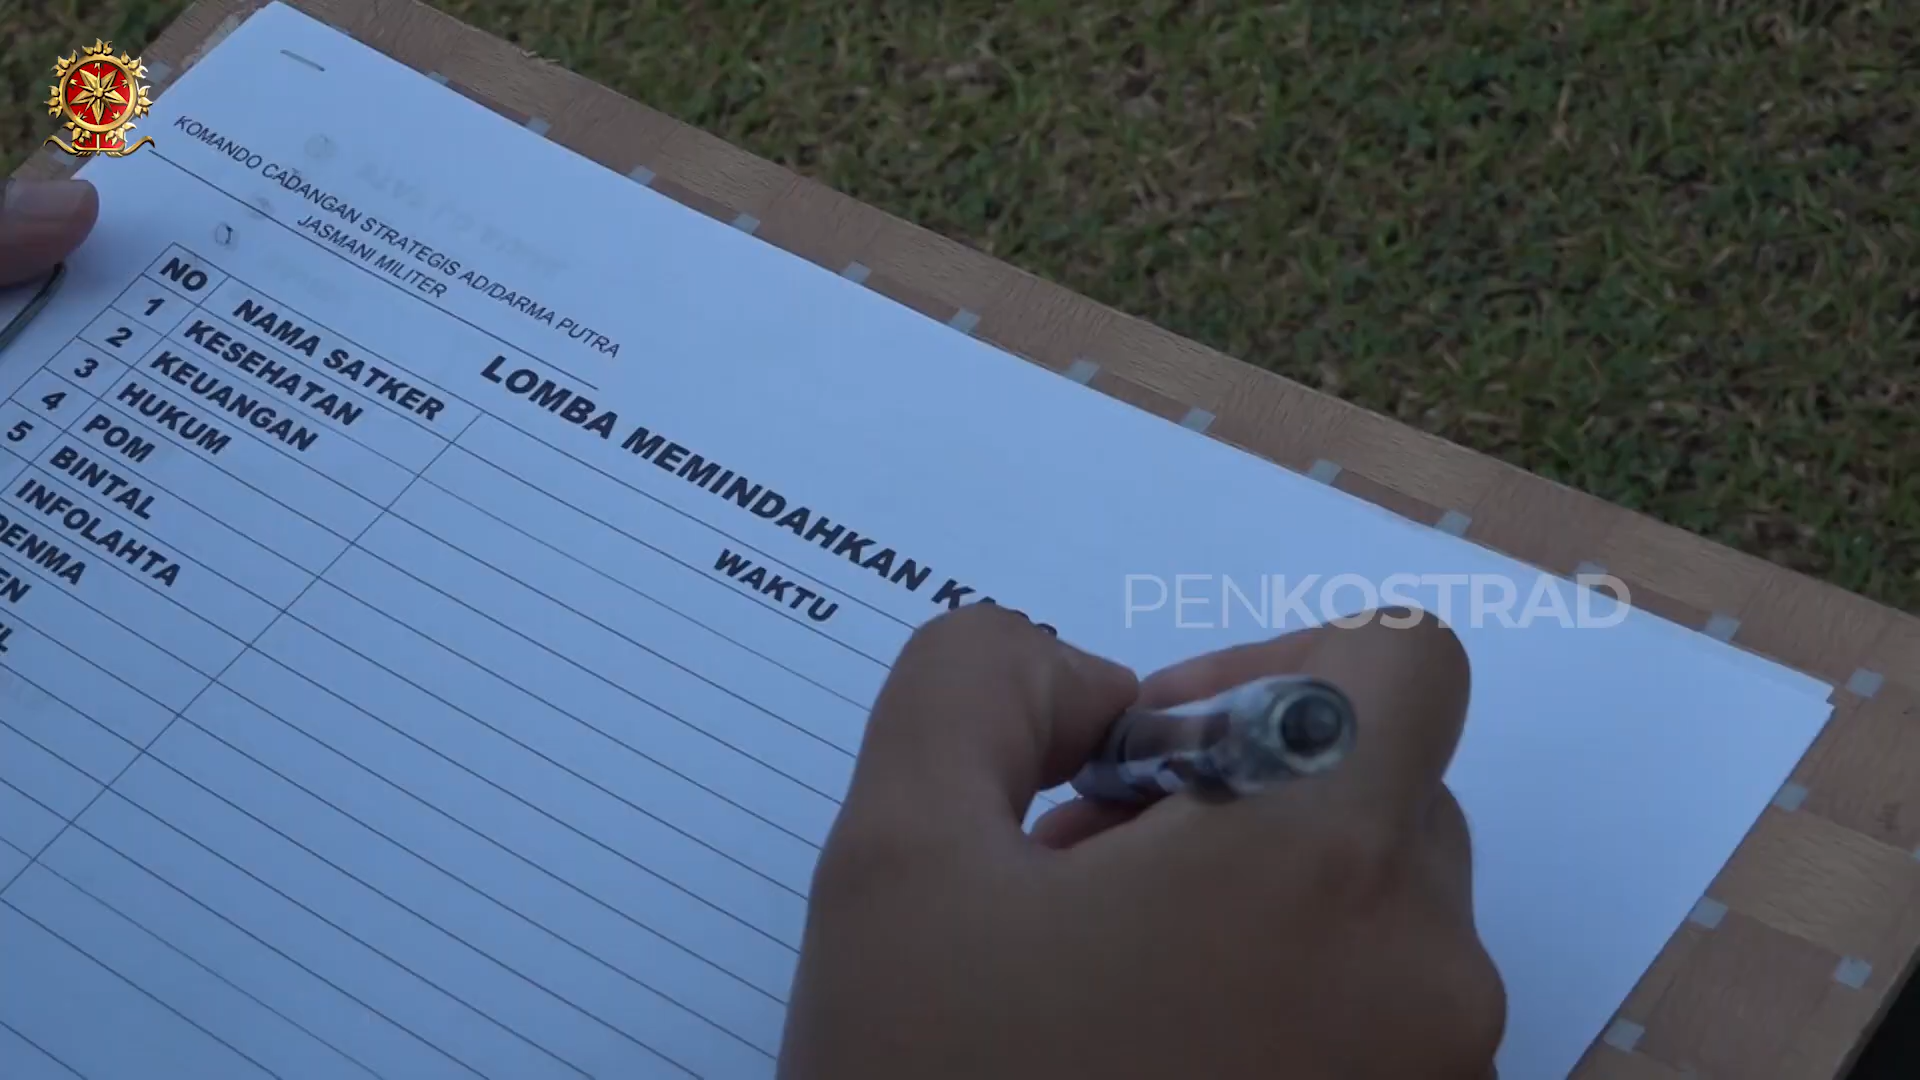 KOMANDO CADANGAN STRATEGIS AD/DARMA PUTRA
JASMANI MILITER
LOMBA MEMINDAHKAN
NO NAMA SATKER WAKTU
1 KESEHATAN
2 KEUANGAN
3 HUKUM
4 POM
5 BINTAL
INFOLAHTA
DENMA
PENKOSTRAD